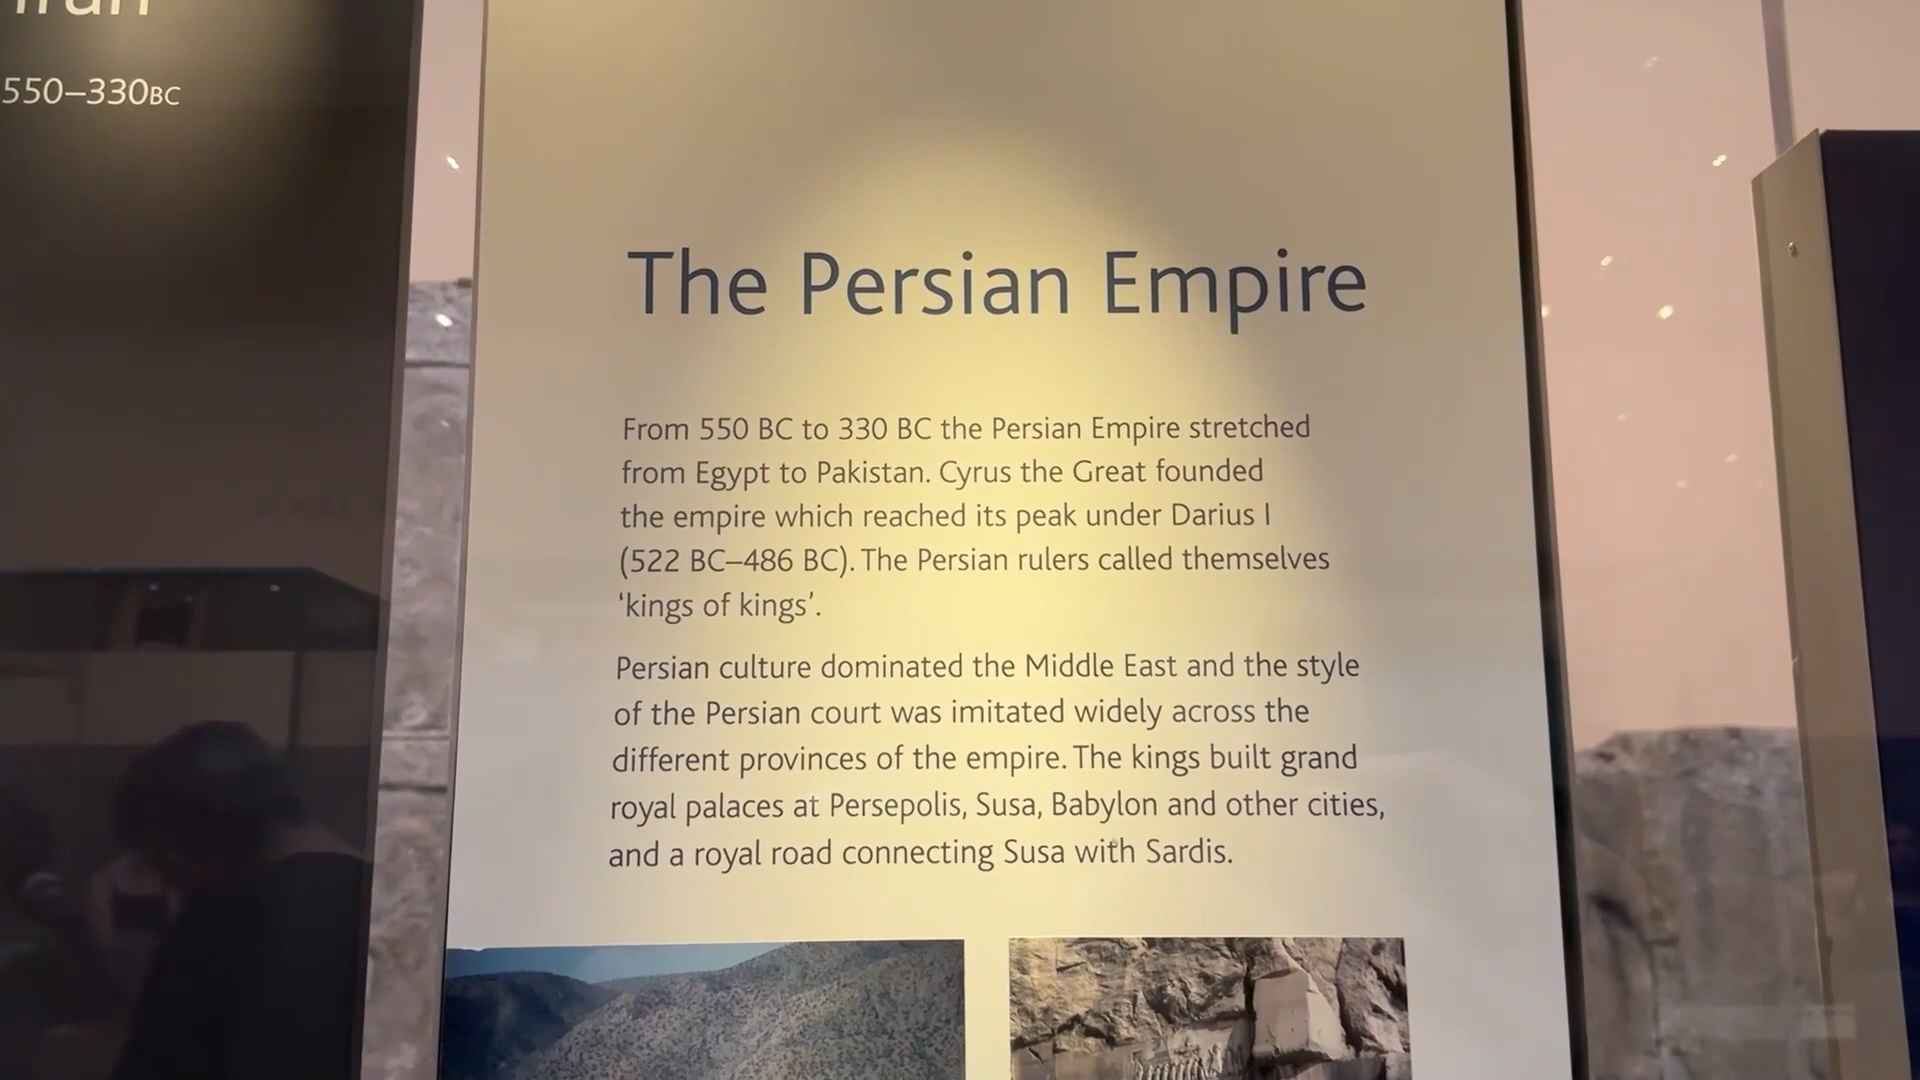 Iran
550–330BC
The Persian Empire
From 550 BC to 330 BC the Persian Empire stretched
from Egypt to Pakistan. Cyrus the Great founded
the empire which reached its peak under Darius I
(522 BC–486 BC). The Persian rulers called themselves
‘kings of kings’.
Persian culture dominated the Middle East and the style
of the Persian court was imitated widely across the
different provinces of the empire. The kings built grand
royal palaces at Persepolis, Susa, Babylon and other cities,
and a royal road connecting Susa with Sardis.